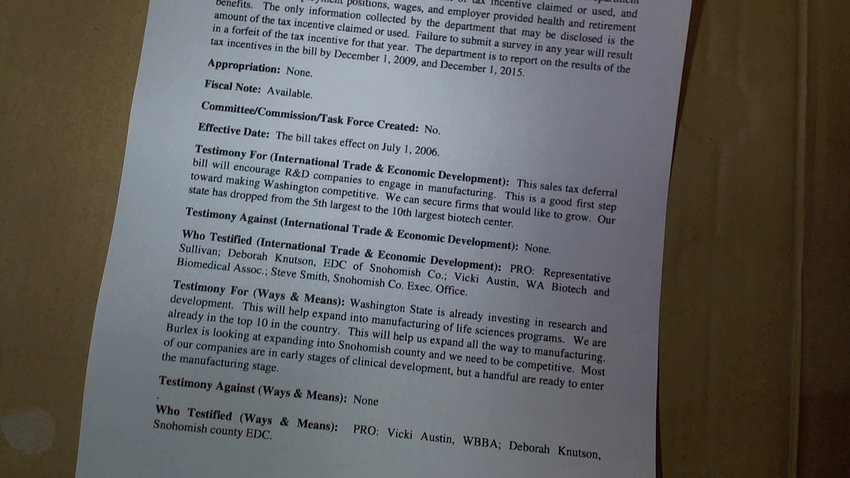 tax incentive claimed or used, and
positions, wages, and employer provided health and retirement
benefits. The only information collected by the department that may be disclosed is the
amount of the tax incentive claimed or used. Failure to submit a survey in any year will result
in a forfeit of the tax incentive for that year. The department is to report on the results of the
tax incentives in the bill by December 1, 2009, and December 1, 2015.
Appropriation: None.
Fiscal Note: Available.
Committee/Commission/Task Force Created: No.
Effective Date: The bill takes effect on July 1, 2006.
Testimony For (International Trade & Economic Development): This sales tax deferral
bill will encourage R&D companies to engage in manufacturing. This is a good first step
toward making Washington competitive. We can secure firms that would like to grow. Our
state has dropped from the 5th largest to the 10th largest biotech center.
Testimony Against (International Trade & Economic Development): None.
Who Testified (International Trade & Economic Development): PRO: Representative
Sullivan; Deborah Knutson, EDC of Snohomish Co.; Vicki Austin, WA Biotech and
Biomedical Assoc.; Steve Smith, Snohomish Co. Exec. Office.
Testimony For (Ways & Means): Washington State is already investing in research and
development. This will help expand into manufacturing of life sciences programs. We are
already in the top 10 in the country. This will help us expand all the way to manufacturing.
Burlex is looking at expanding into Snohomish county and we need to be competitive. Most
of our companies are in early stages of clinical development, but a handful are ready to enter
the manufacturing stage.
Testimony Against (Ways & Means): None
.
Who Testified (Ways & Means): PRO: Vicki Austin, WBBA; Deborah Knutson,
Snohomish county EDC.